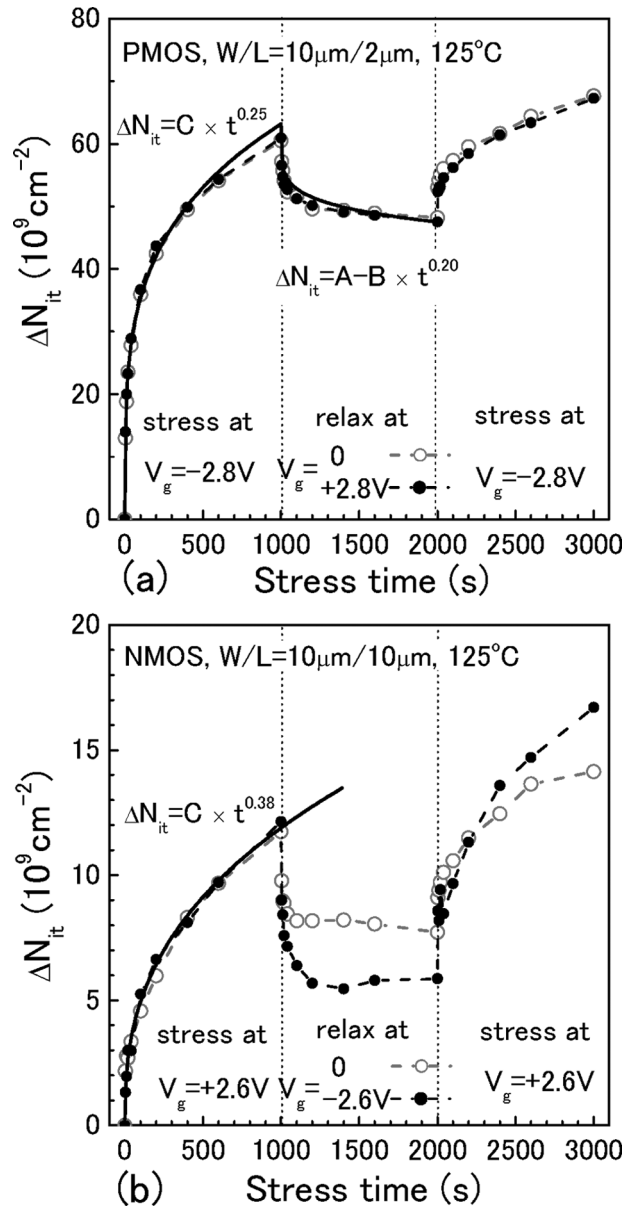 80
60
40
20
0
ΔN_it (10^9cm^-2)
PMOS, W/L=10μm/2μm, 125°C
ΔN_it=C × t^0.25
ΔN_it=A−B × t^0.20
stress at
V_g=−2.8V
relax at
V_g= 0
+2.8V
stress at
V_g=−2.8V
0 500 1000 1500 2000 2500 3000
(a) Stress time (s)
20
15
10
5
0
ΔN_it (10^9cm^-2)
NMOS, W/L=10μm/10μm, 125°C
ΔN_it=C × t^0.38
stress at
V_g=+2.6V
relax at
V_g= 0
−2.6V
stress at
V_g=+2.6V
0 500 1000 1500 2000 2500 3000
(b) Stress time (s)